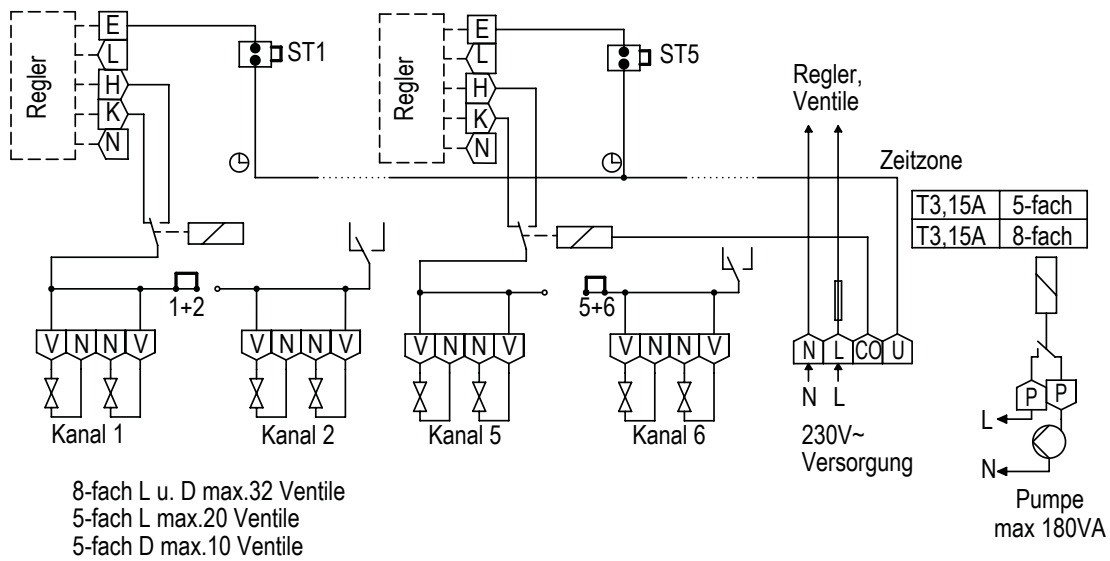 Regler
E
L
H
K
N
ST1
Regler
E
L
H
K
N
ST5
Regler,
Ventile
Zeitzone
T3,15A 5-fach
T3,15A 8-fach
1+2
5+6
V N N V
V N N V
V N N V
V N N V
N L CO U
N L
P P
L
N
Kanal 1
Kanal 2
Kanal 5
Kanal 6
230V~
Versorgung
Pumpe
max 180VA
8-fach L u. D max.32 Ventile
5-fach L max.20 Ventile
5-fach D max.10 Ventile